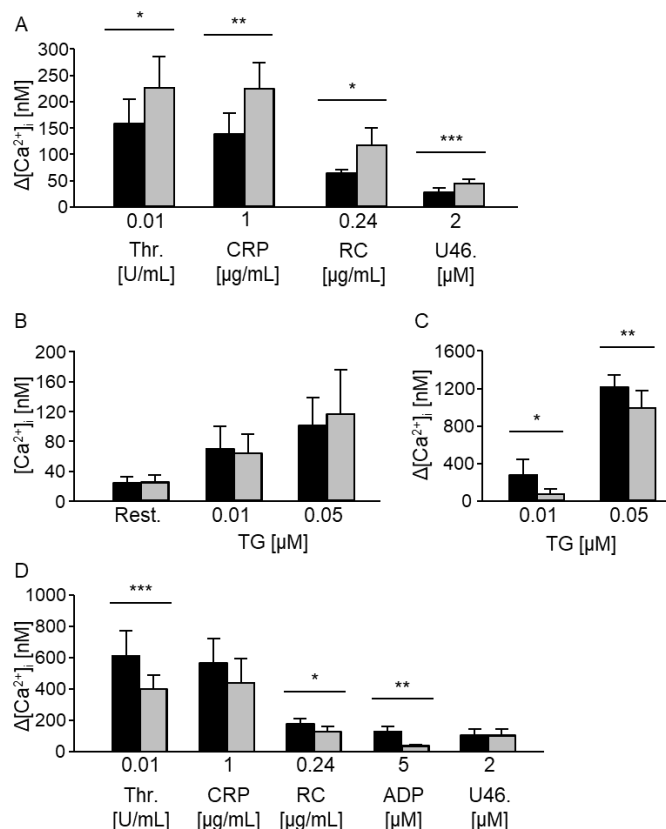 A
* ** * ***
Δ[Ca²⁺]ᵢ [nM]
300
250
200
150
100
50
0
0.01 1 0.24 2
Thr. CRP RC U46.
[U/mL] [µg/mL] [µg/mL] [µM]
B
[Ca²⁺]ᵢ [nM]
200
160
120
80
40
0
Rest. 0.01 0.05
TG [µM]
C
* **
Δ[Ca²⁺]ᵢ [nM]
1600
1200
800
400
0
0.01 0.05
TG [µM]
D
*** * **
Δ[Ca²⁺]ᵢ [nM]
1000
800
600
400
200
0
0.01 1 0.24 5 2
Thr. CRP RC ADP U46.
[U/mL] [µg/mL] [µg/mL] [µM] [µM]